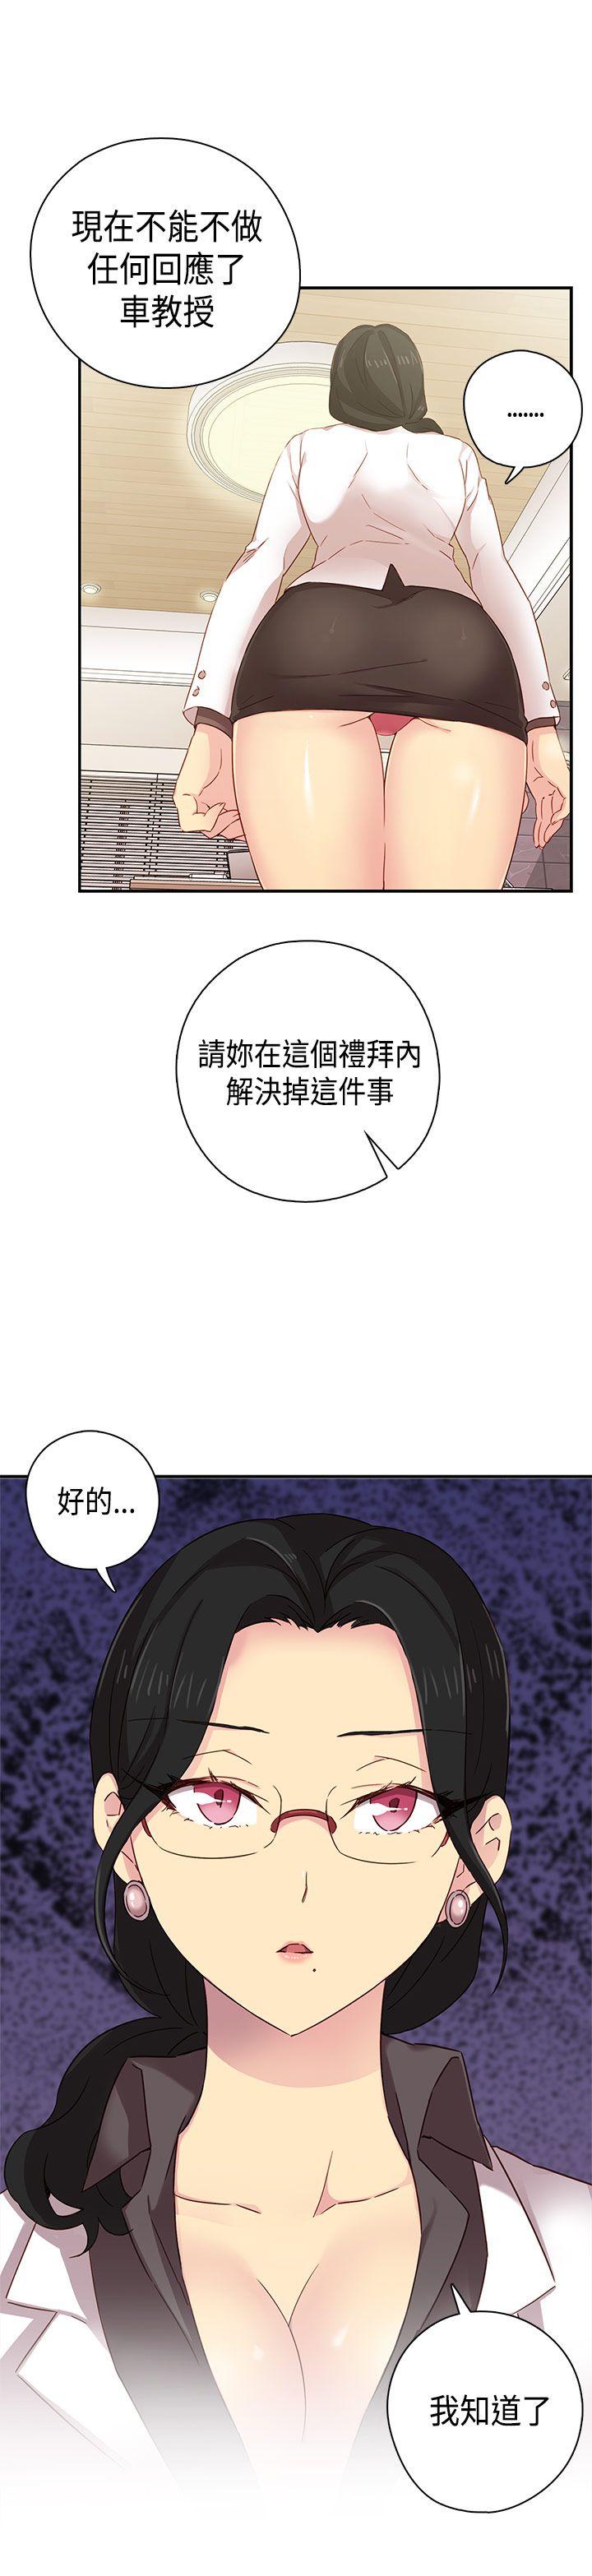 現在不能不做
任何回應了
車教授
.......
請妳在這個禮拜內
解決掉這件事
好的...
我知道了